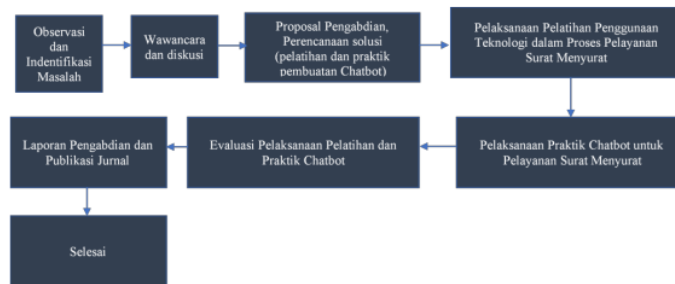 Observasi
dan
Indentifikasi
Masalah
Wawancara
dan diskusi
Proposal Pengabdian,
Perencanaan solusi
(pelatihan dan praktik
pembuatan Chatbot)
Pelaksanaan Pelatihan Penggunaan
Teknologi dalam Proses Pelayanan
Surat Menyurat
Pelaksanaan Praktik Chatbot untuk
Pelayanan Surat Menyurat
Evaluasi Pelaksanaan Pelatihan dan
Praktik Chatbot
Laporan Pengabdian dan
Publikasi Jurnal
Selesai